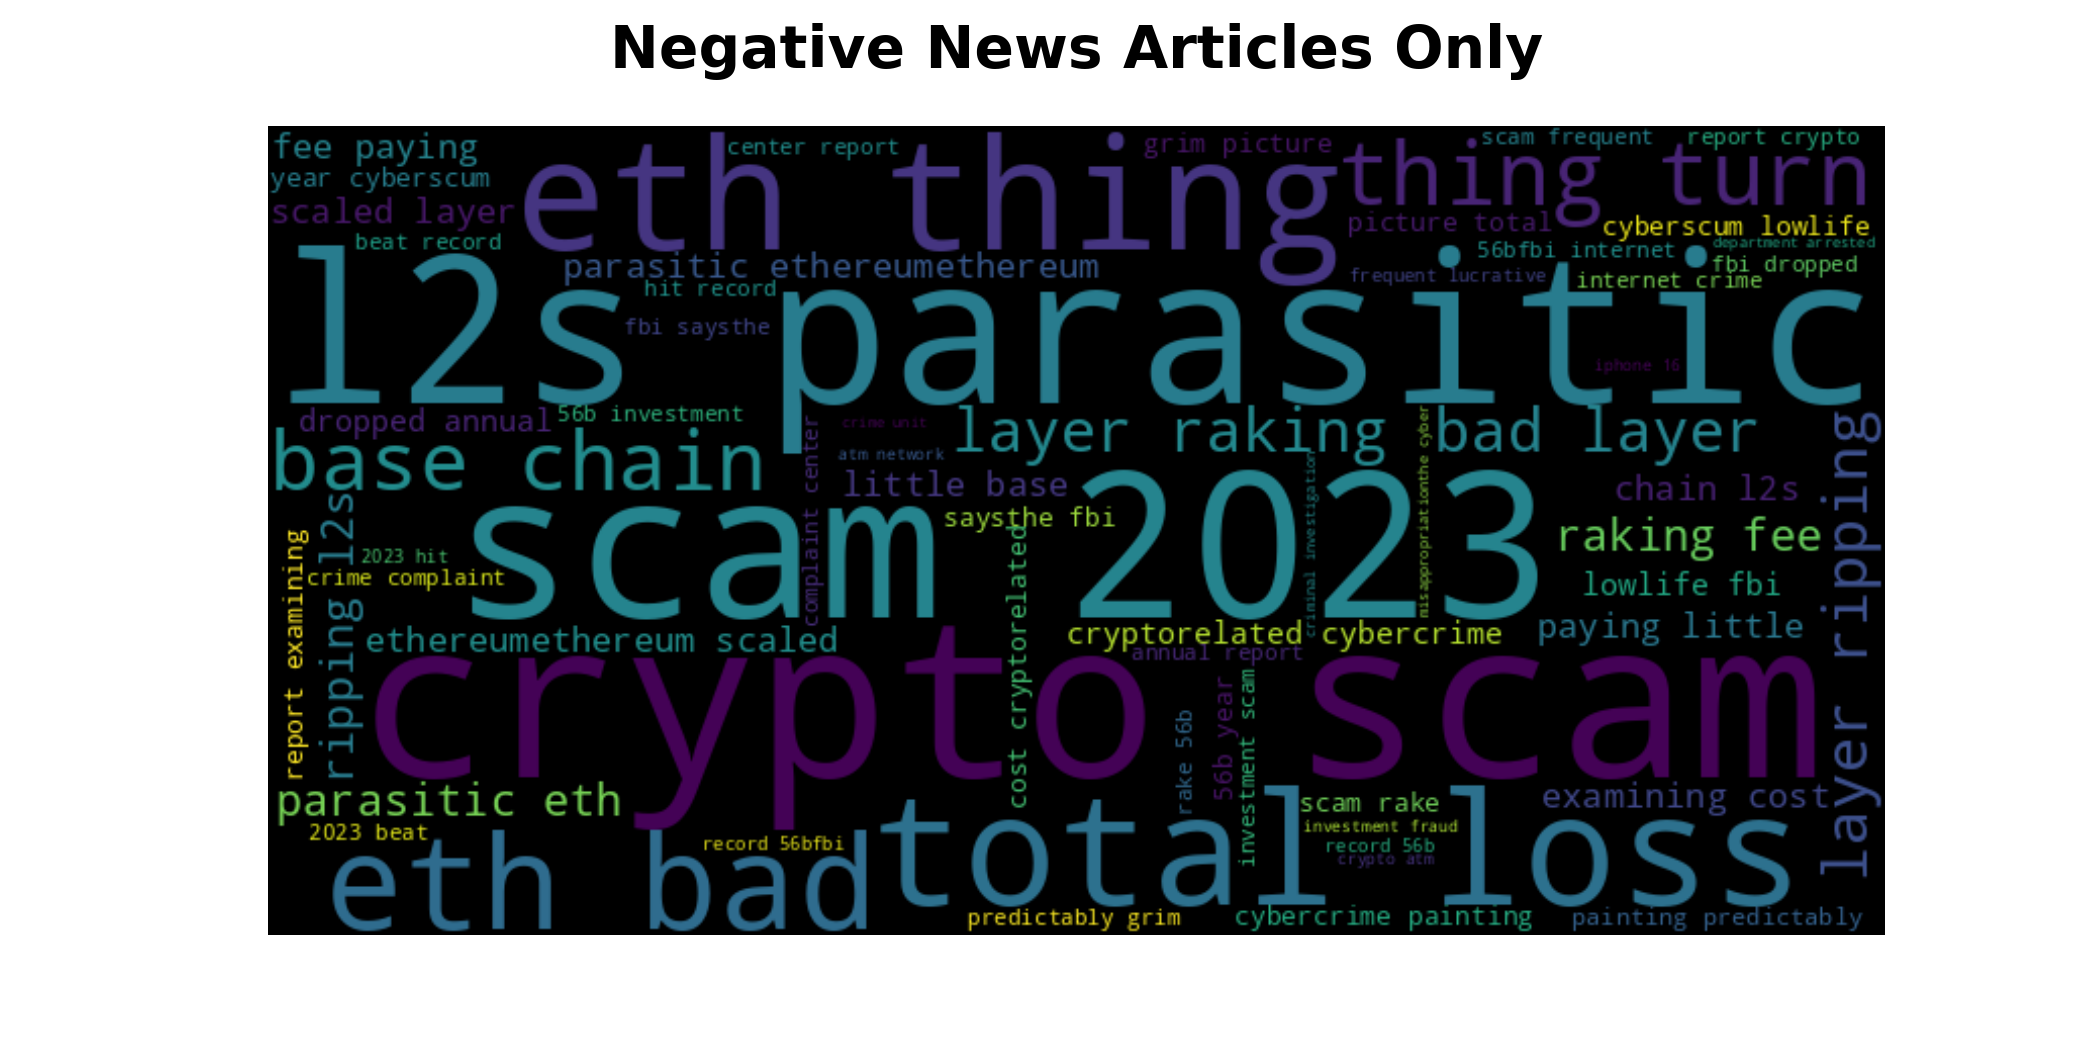 Negative News Articles Only
fee paying
center report
grim picture
scam frequent
report crypto
year cyberscum
eth thing
thing turn
scaled layer
picture total
cyberscum lowlife
beat record
56bfbi internet
department arrested
parasitic ethereumethereum
frequent lucrative
fbi dropped
internet crime
hit record
fbi saysthe
l2s parasitic
iphone 16
dropped annual
56b investment
crime unit
layer raking
bad layer
base chain
atm network
little base
chain l2s
complaint center
criminal investigation
misappropriationthe cyber
layer ripping
scam 2023
saysthe fbi
raking fee
ripping l2s
report examining
2023 hit
crime complaint
lowlife fbi
ethereumethereum scaled
cryptorelated cybercrime
paying little
annual report
cost cryptorelated
crypto scam
rake 56b
56b year
investment scam
parasitic eth
scam rake
examining cost
2023 beat
record 56bfbi
investment fraud
record 56b
crypto atm
eth bad
total loss
predictably grim
cybercrime painting
painting predictably